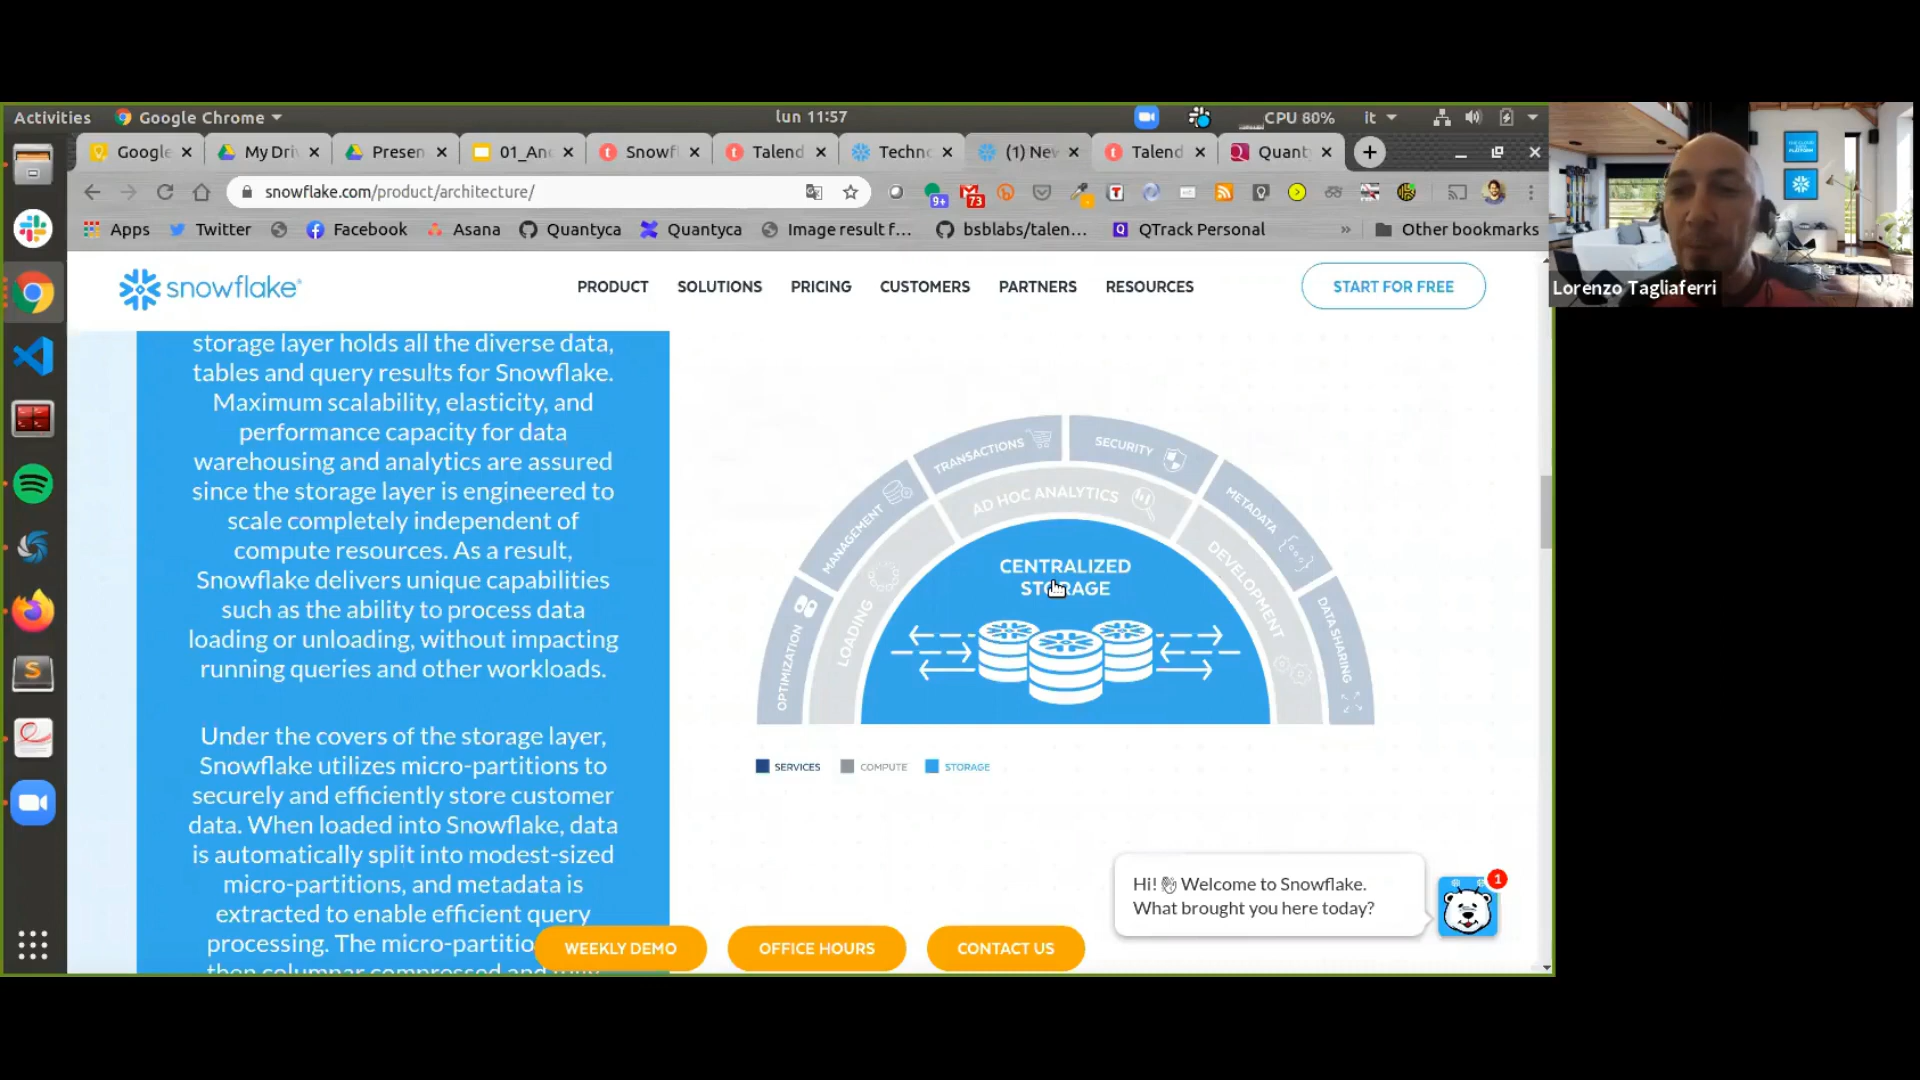 Activities
Google Chrome
lun 11:57
CPU 80%
it
Google
My Dri
Presen
01_An
Snowf
Talend
Techn
(1) Ne
Talend
Quant
snowflake.com/product/architecture/
9+
73
Apps
Twitter
Facebook
Asana
Quantyca
Quantyca
Image result f...
bsblabs/talen...
QTrack Personal
»
Other bookmarks
snowflake
PRODUCT
SOLUTIONS
PRICING
CUSTOMERS
PARTNERS
RESOURCES
START FOR FREE
Lorenzo Tagliaferri
storage layer holds all the diverse data,
tables and query results for Snowflake.
Maximum scalability, elasticity, and
performance capacity for data
warehousing and analytics are assured
since the storage layer is engineered to
scale completely independent of
compute resources. As a result,
Snowflake delivers unique capabilities
such as the ability to process data
loading or unloading, without impacting
running queries and other workloads.
Under the covers of the storage layer,
Snowflake utilizes micro-partitions to
securely and efficiently store customer
data. When loaded into Snowflake, data
is automatically split into modest-sized
micro-partitions, and metadata is
extracted to enable efficient query
processing. The micro-partitio
then columnar compressed and
OPTIMIZATION
MANAGEMENT
TRANSACTIONS
SECURITY
METADATA
DATA SHARING
LOADING
AD HOC ANALYTICS
DEVELOPMENT
CENTRALIZED
STORAGE
SERVICES
COMPUTE
STORAGE
Hi! 👋 Welcome to Snowflake.
What brought you here today?
1
WEEKLY DEMO
OFFICE HOURS
CONTACT US